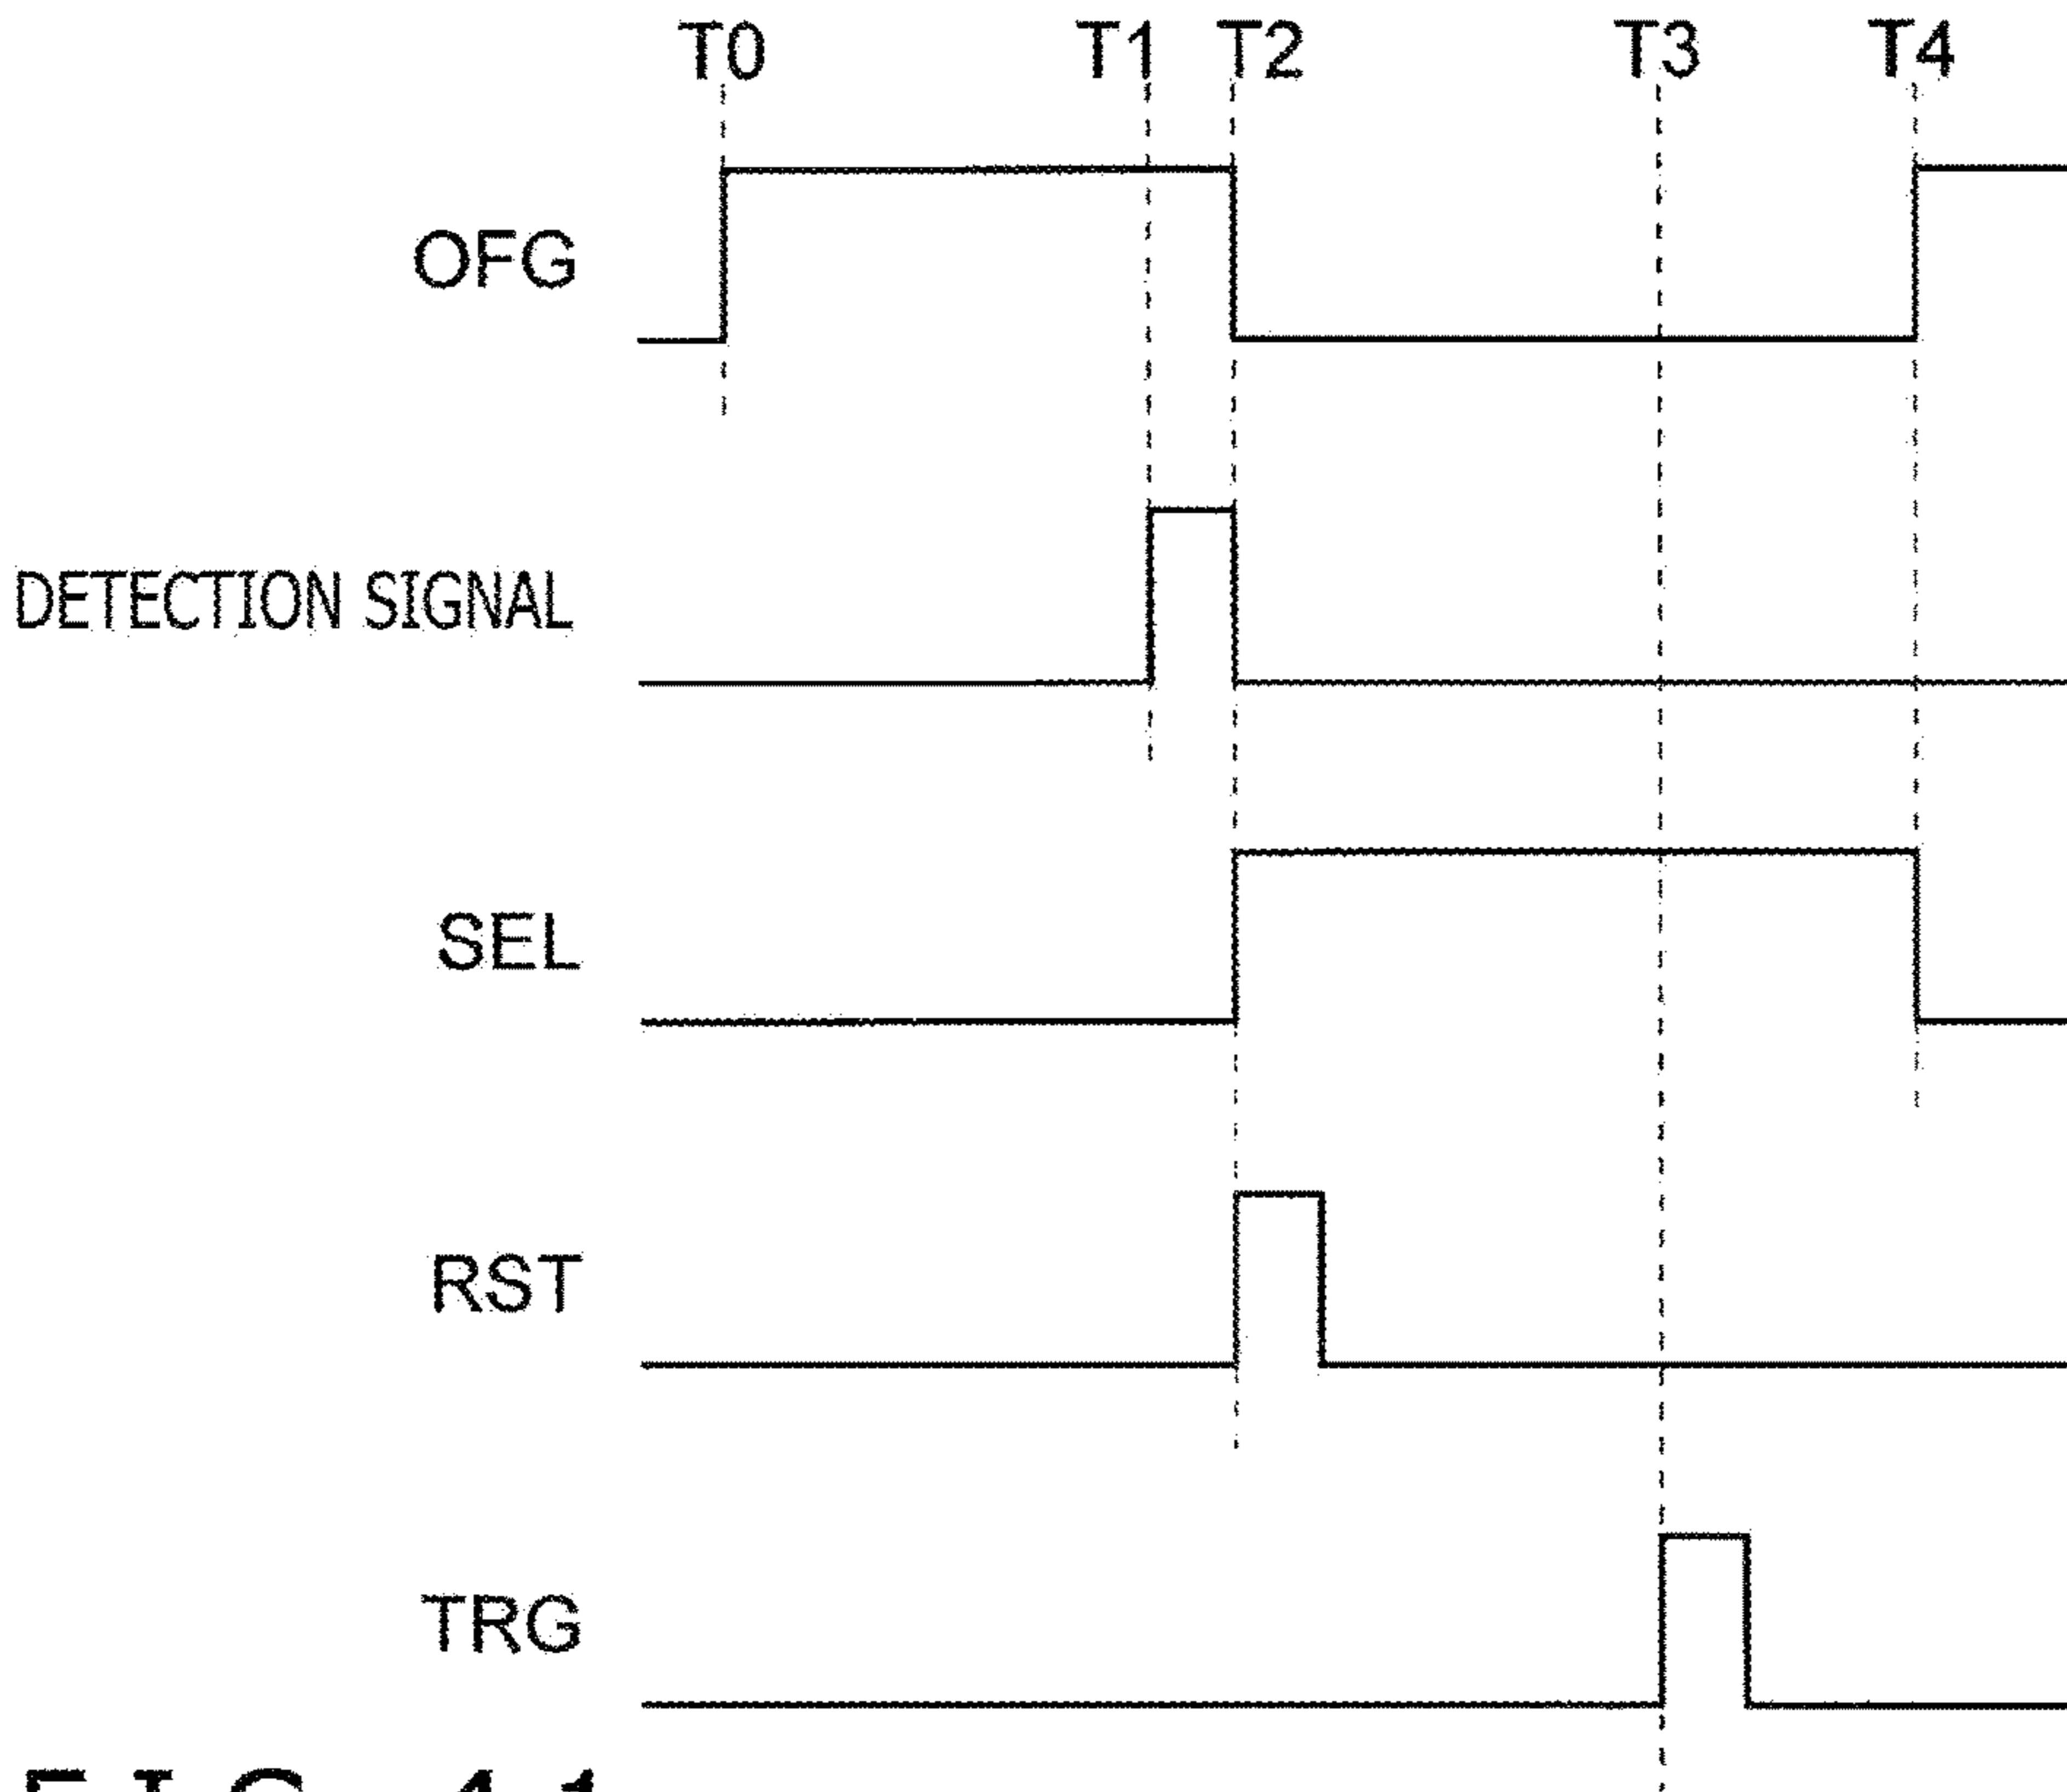 T0 T1 T2 T3 T4
OFG
DETECTION SIGNAL
SEL
RST
TRG